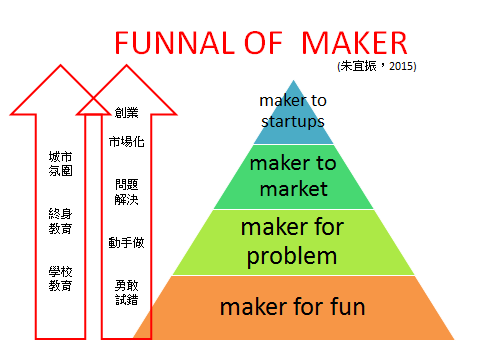 FUNNAL OF MAKER
(朱宜振，2015)
城市
氛圍
終身
教育
學校
教育
創業
市場化
問題
解決
動手做
勇敢
試錯
maker to
startups
maker to
market
maker for
problem
maker for fun